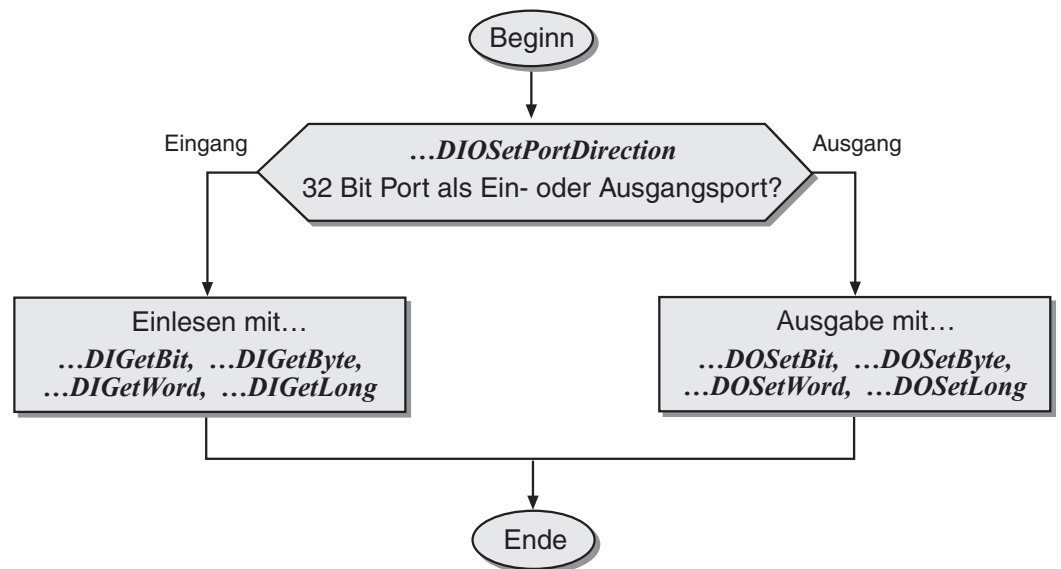 Beginn
Eingang
Ausgang
...DIOSetPortDirection
32 Bit Port als Ein- oder Ausgangsport?
Einlesen mit...
...DIGetBit, ...DIGetByte,
...DIGetWord, ...DIGetLong
Ausgabe mit...
...DOSetBit, ...DOSetByte,
...DOSetWord, ...DOSetLong
Ende